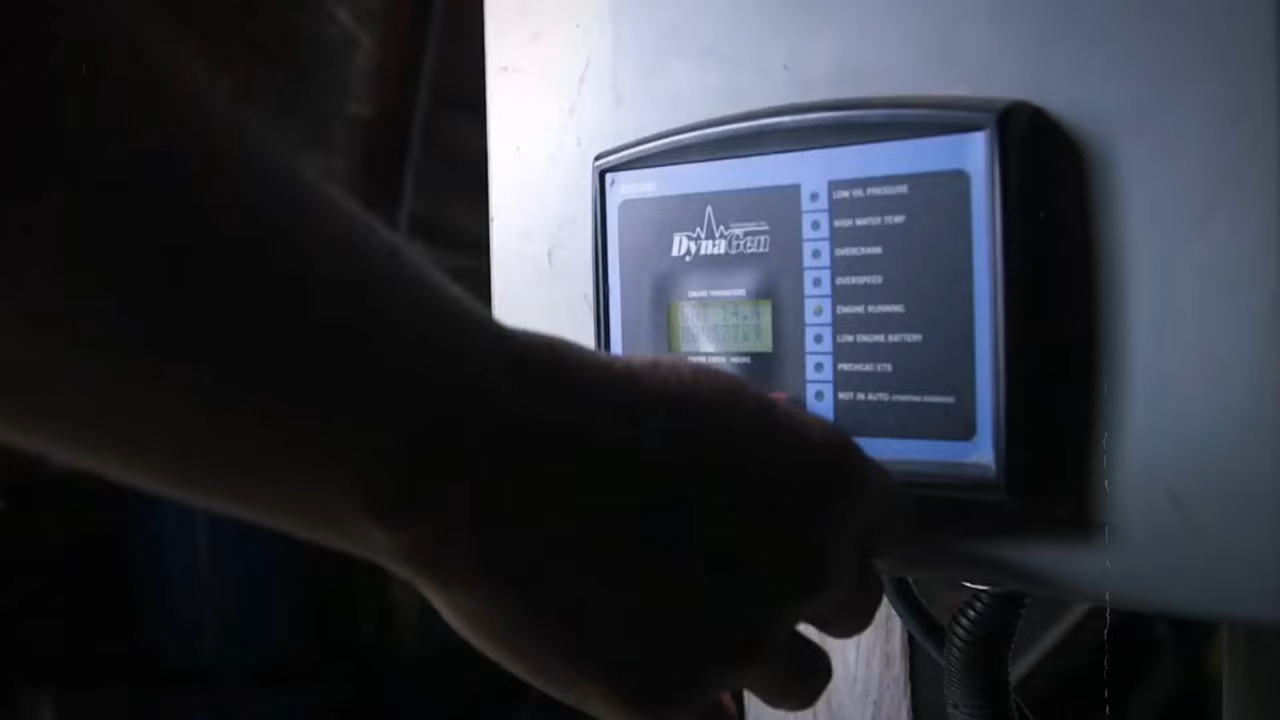 DynaGen
ENGINE PARAMETERS
LOW OIL PRESSURE
HIGH WATER TEMP
OVERCRANK
OVERSPEED
ENGINE RUNNING
LOW ENGINE BATTERY
PREHEAT/ETS
NOT IN AUTO